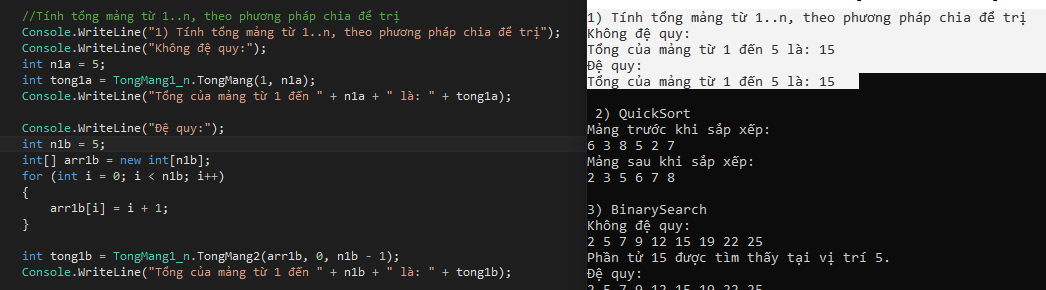 //Tính tổng mảng từ 1..n, theo phương pháp chia để trị
Console.WriteLine("1) Tính tổng mảng từ 1..n, theo phương pháp chia để trị");
Console.WriteLine("Không đệ quy:");
int n1a = 5;
int tong1a = TongMang1_n.TongMang(1, n1a);
Console.WriteLine("Tổng của mảng từ 1 đến " + n1a + " là: " + tong1a);
Console.WriteLine("Đệ quy:");
int n1b = 5;
int[] arr1b = new int[n1b];
for (int i = 0; i < n1b; i++)
{
arr1b[i] = i + 1;
}
int tong1b = TongMang1_n.TongMang2(arr1b, 0, n1b - 1);
Console.WriteLine("Tổng của mảng từ 1 đến " + n1b + " là: " + tong1b);
1) Tính tổng mảng từ 1..n, theo phương pháp chia để trị
Không đệ quy:
Tổng của mảng từ 1 đến 5 là: 15
Đệ quy:
Tổng của mảng từ 1 đến 5 là: 15
2) QuickSort
Mảng trước khi sắp xếp:
6 3 8 5 2 7
Mảng sau khi sắp xếp:
2 3 5 6 7 8
3) BinarySearch
Không đệ quy:
2 5 7 9 12 15 19 22 25
Phần tử 15 được tìm thấy tại vị trí 5.
Đệ quy:
2 5 7 9 12 15 19 22 25